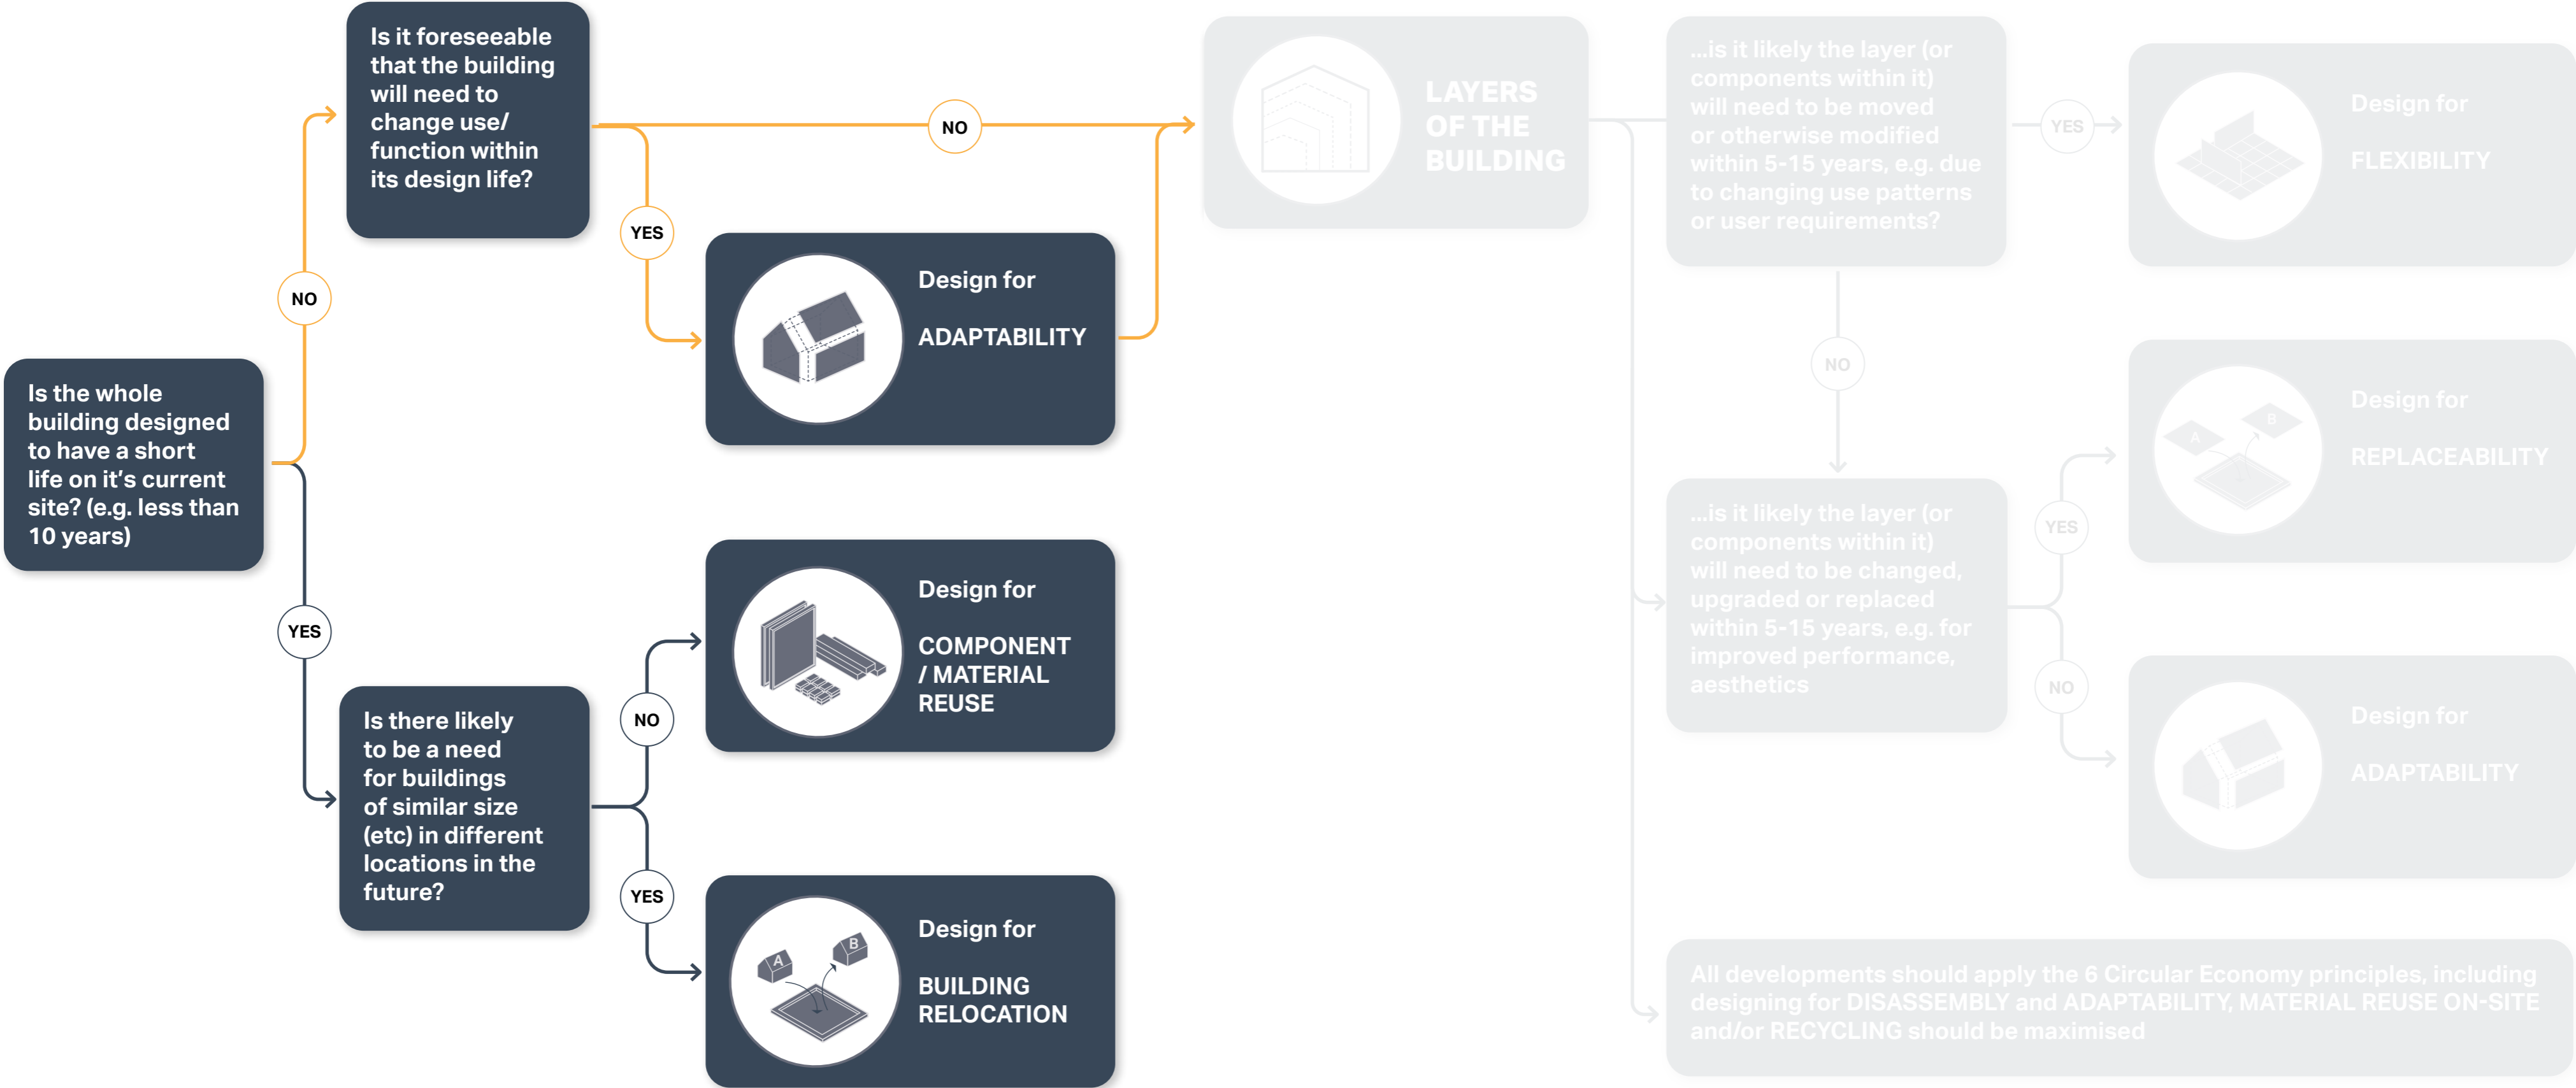 Is the whole
building designed
to have a short
life on it's current
site? (e.g. less than
10 years)
NO
YES
Is it foreseeable
that the building
will need to
change use/
function within
its design life?
NO
YES
Design for
ADAPTABILITY
Is there likely
to be a need
for buildings
of similar size
(etc) in different
locations in the
future?
NO
YES
Design for
COMPONENT
/ MATERIAL
REUSE
A
B
Design for
BUILDING
RELOCATION
LAYERS
OF THE
BUILDING
...is it likely the layer (or
components within it)
will need to be moved
or otherwise modified
within 5-15 years, e.g. due
to changing use patterns
or user requirements?
YES
Design for
FLEXIBILITY
NO
...is it likely the layer (or
components within it)
will need to be changed,
upgraded or replaced
within 5-15 years, e.g. for
improved performance,
aesthetics
YES
A
B
Design for
REPLACEABILITY
NO
Design for
ADAPTABILITY
All developments should apply the 6 Circular Economy principles, including
designing for DISASSEMBLY and ADAPTABILITY, MATERIAL REUSE ON-SITE
and/or RECYCLING should be maximised